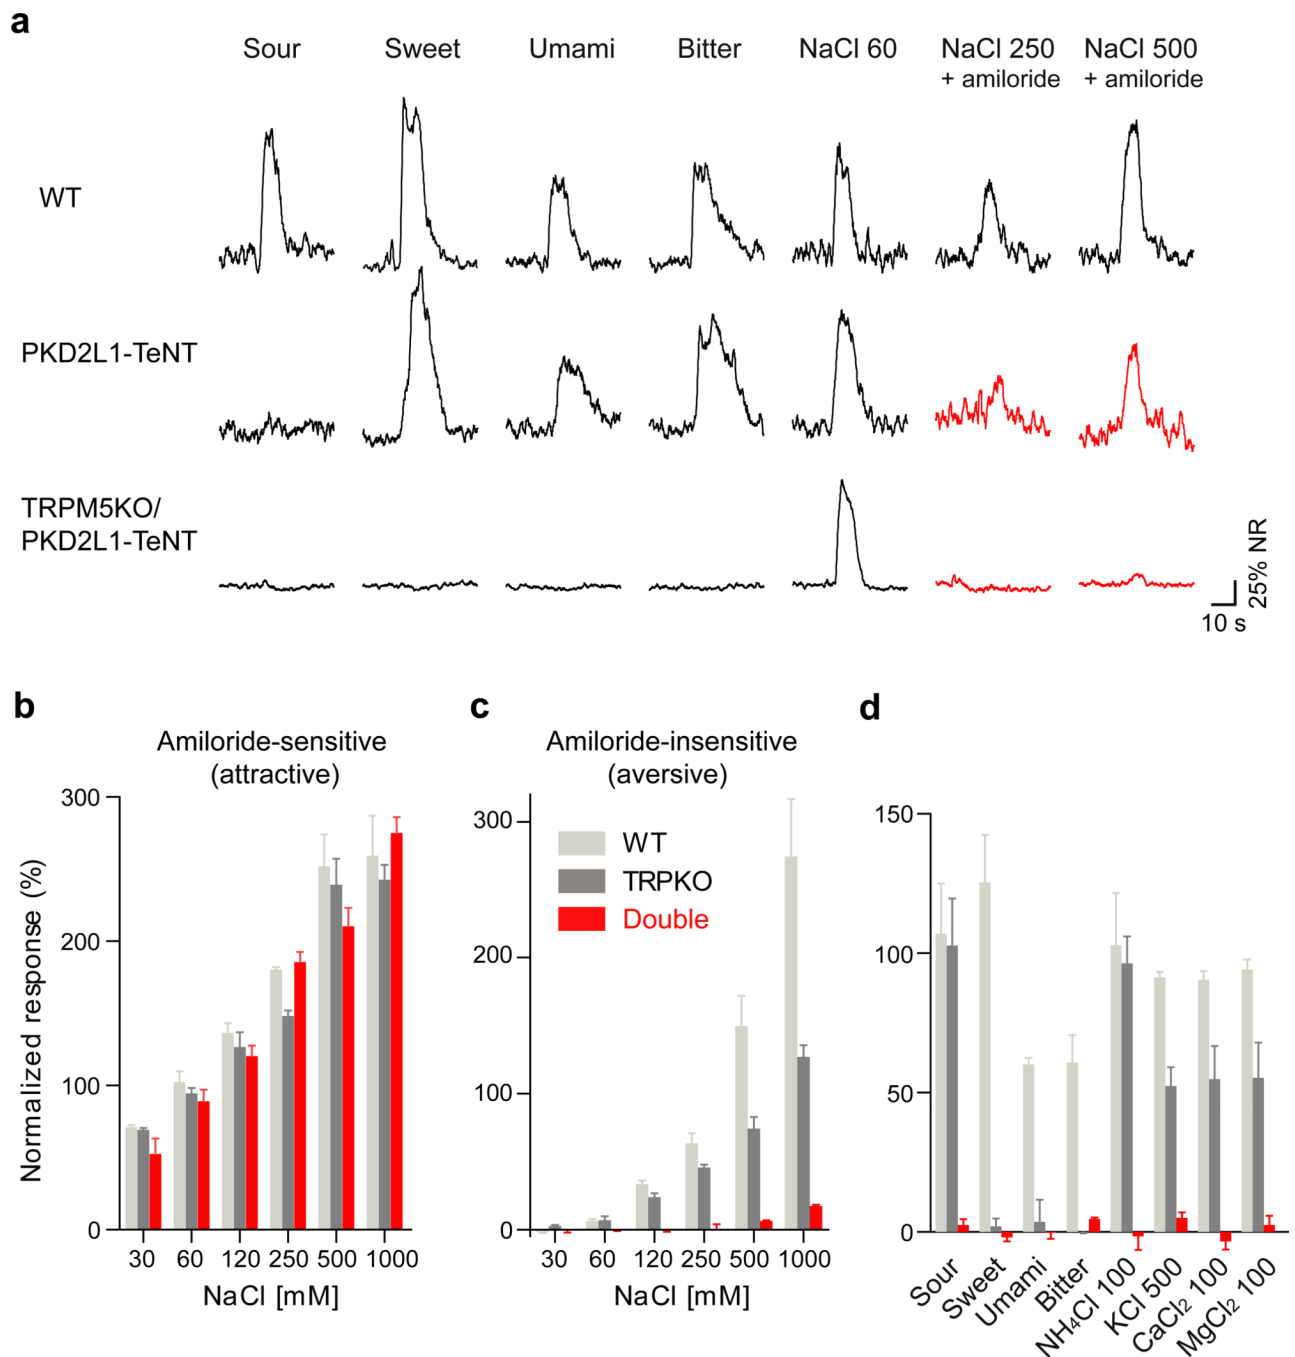 a
Sour Sweet Umami Bitter NaCl 60 NaCl 250 NaCl 500
+ amiloride + amiloride
WT
PKD2L1-TeNT
TRPM5KO/
PKD2L1-TeNT
25% NR
10 s
b c d
Amiloride-sensitive
(attractive)
Amiloride-insensitive
(aversive)
Normalized response (%)
300
200
100
0
30 60 120 250 500 1000
NaCl [mM]
300
200
100
0
WT
TRPKO
Double
30 60 120 250 500 1000
NaCl [mM]
150
100
50
0
Sour
Sweet
Umami
Bitter
NH₄Cl 100
KCl 500
CaCl₂ 100
MgCl₂ 100